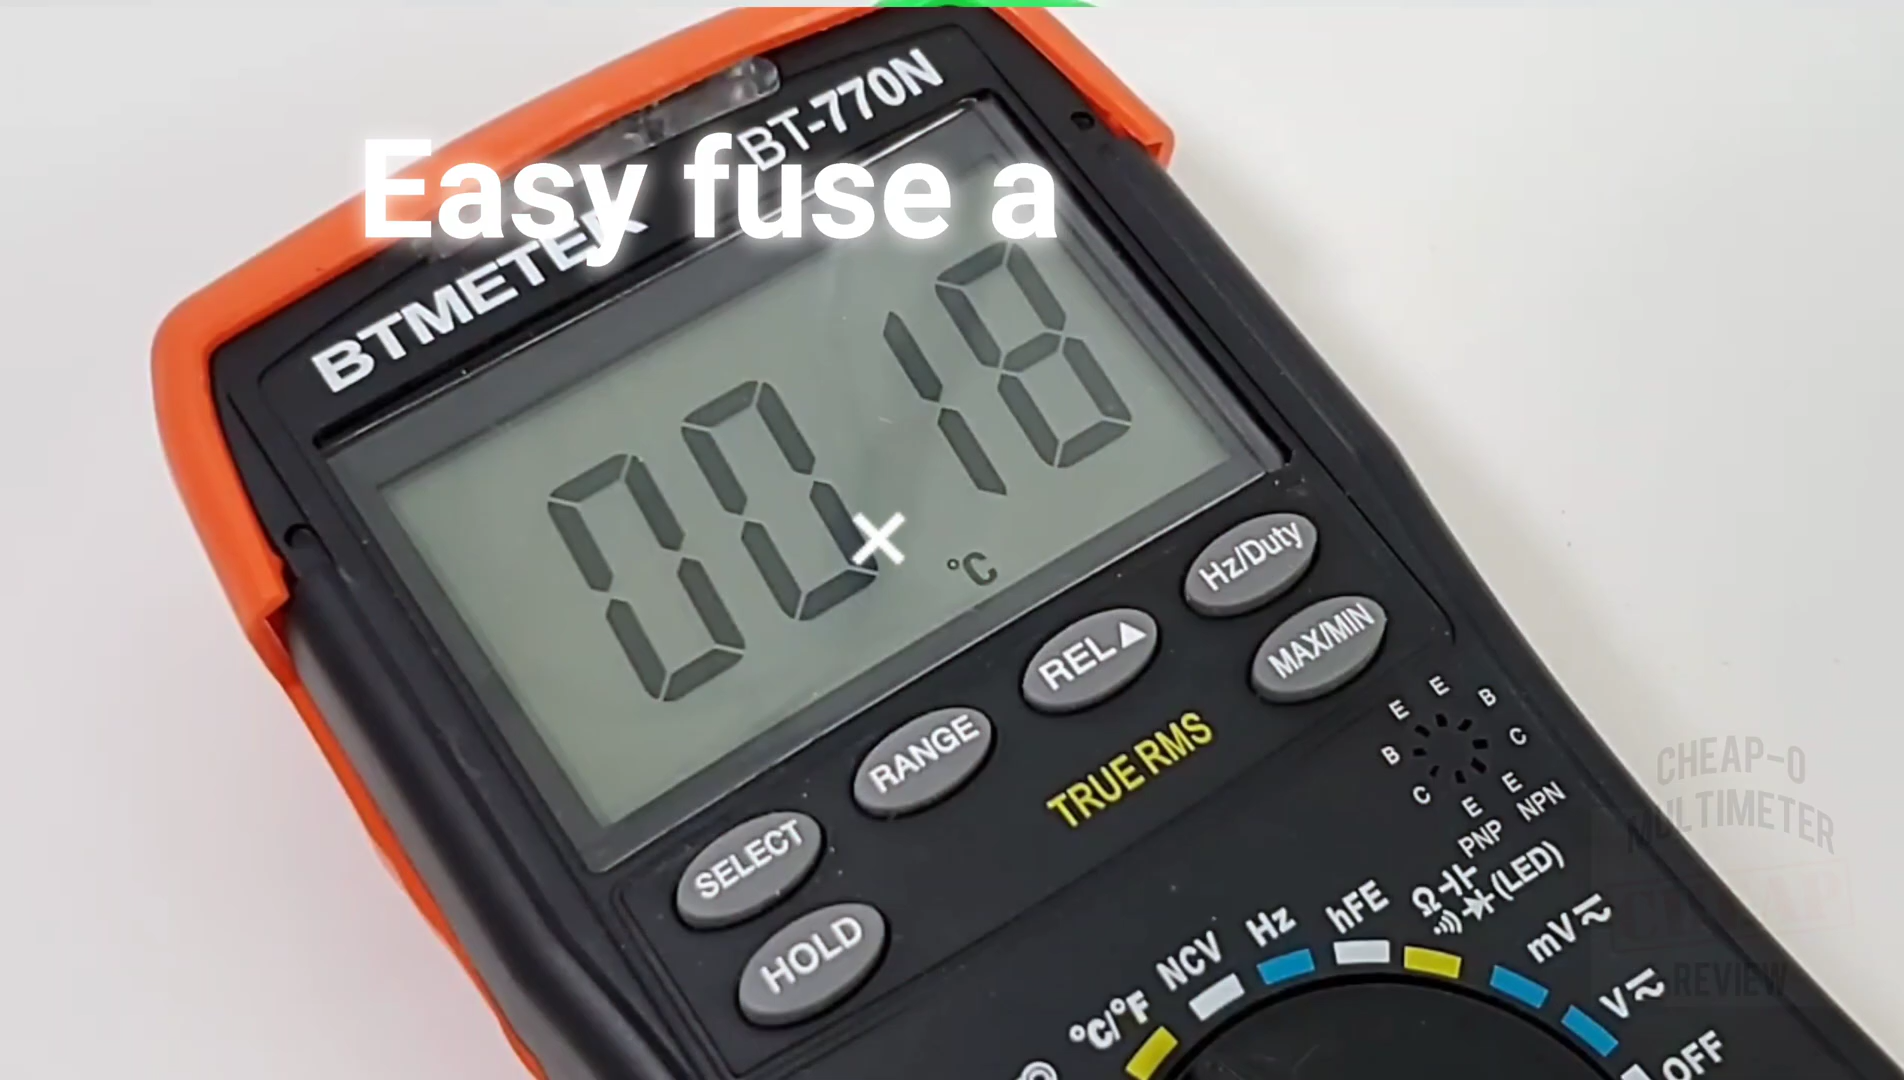 BT-770N
Easy fuse a
BTMETER
0018
°C
Hz/Duty
REL▲
MAX/MIN
RANGE
TRUE RMS
SELECT
HOLD
E E B
B C
C E E
PNP NPN
°C/°F NCV Hz hFE Ω (LED) mV V OFF
CHEAP-O
MULTIMETER
CHEAP
REVIEW